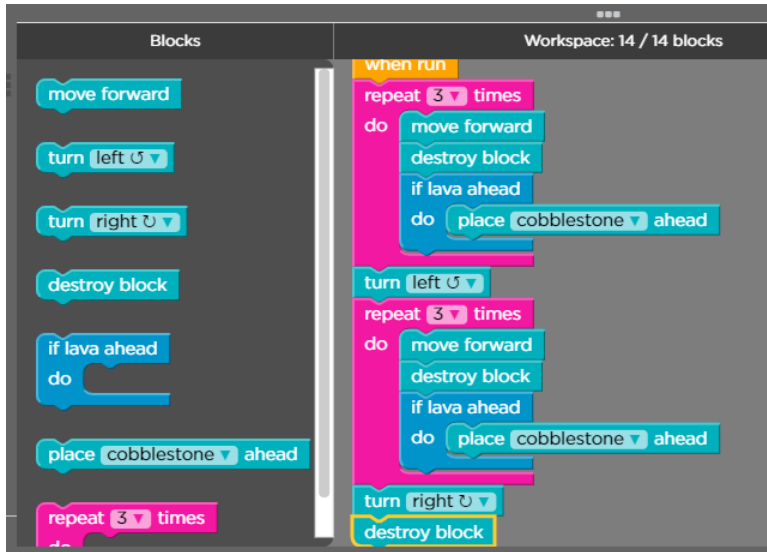 Blocks
Workspace: 14 / 14 blocks
move forward
turn left ↺ ▼
turn right ↻ ▼
destroy block
if lava ahead
do
place cobblestone ▼ ahead
repeat 3 ▼ times
do
when run
repeat 3 ▼ times
do move forward
destroy block
if lava ahead
do place cobblestone ▼ ahead
turn left ↺ ▼
repeat 3 ▼ times
do move forward
destroy block
if lava ahead
do place cobblestone ▼ ahead
turn right ↻ ▼
destroy block